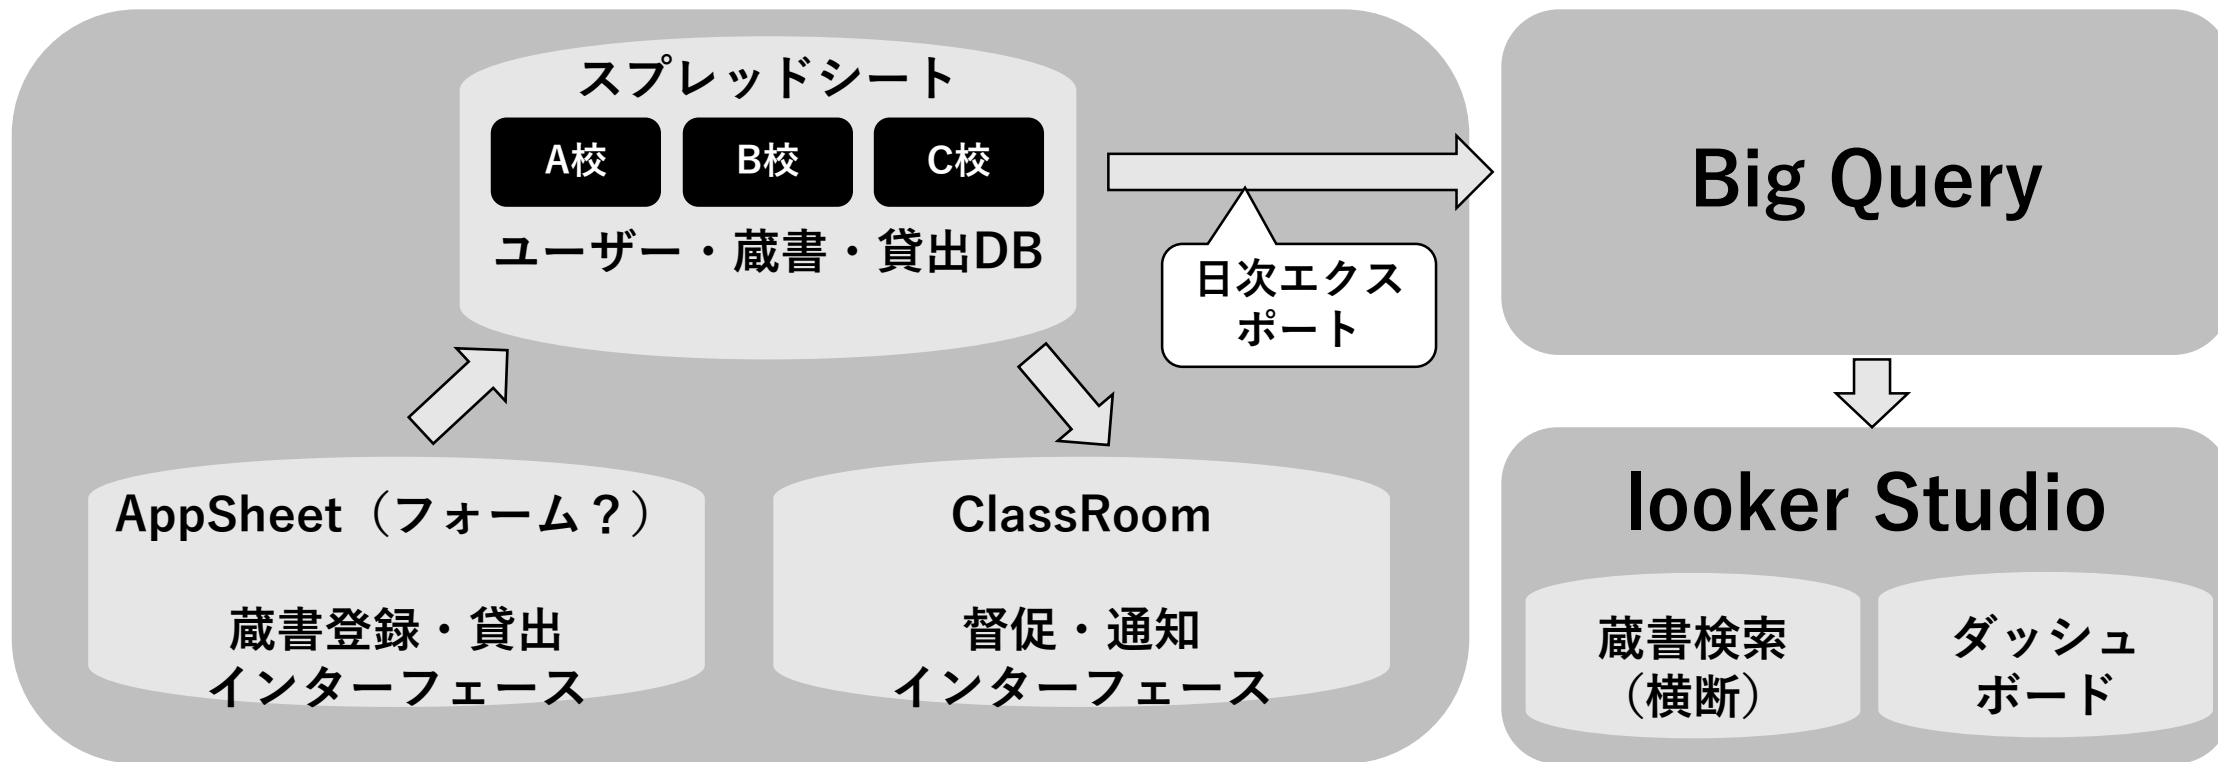 スプレッドシート
A校
B校
C校
ユーザー・蔵書・貸出DB
日次エクス
ポート
Big Query
AppSheet（フォーム？）
蔵書登録・貸出
インターフェース
ClassRoom
督促・通知
インターフェース
looker Studio
蔵書検索
（横断）
ダッシュ
ボード